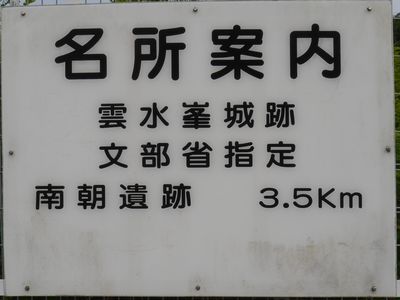 名所案内
雲水峯城跡
文部省指定
南朝遺跡 3.5Km